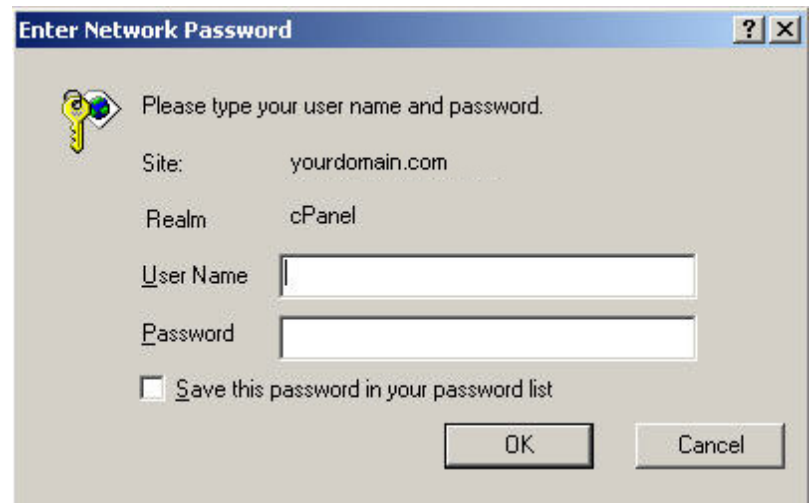 Enter Network Password
Please type your user name and password.
Site: yourdomain.com
Realm cPanel
User Name
Password
Save this password in your password list
OK Cancel